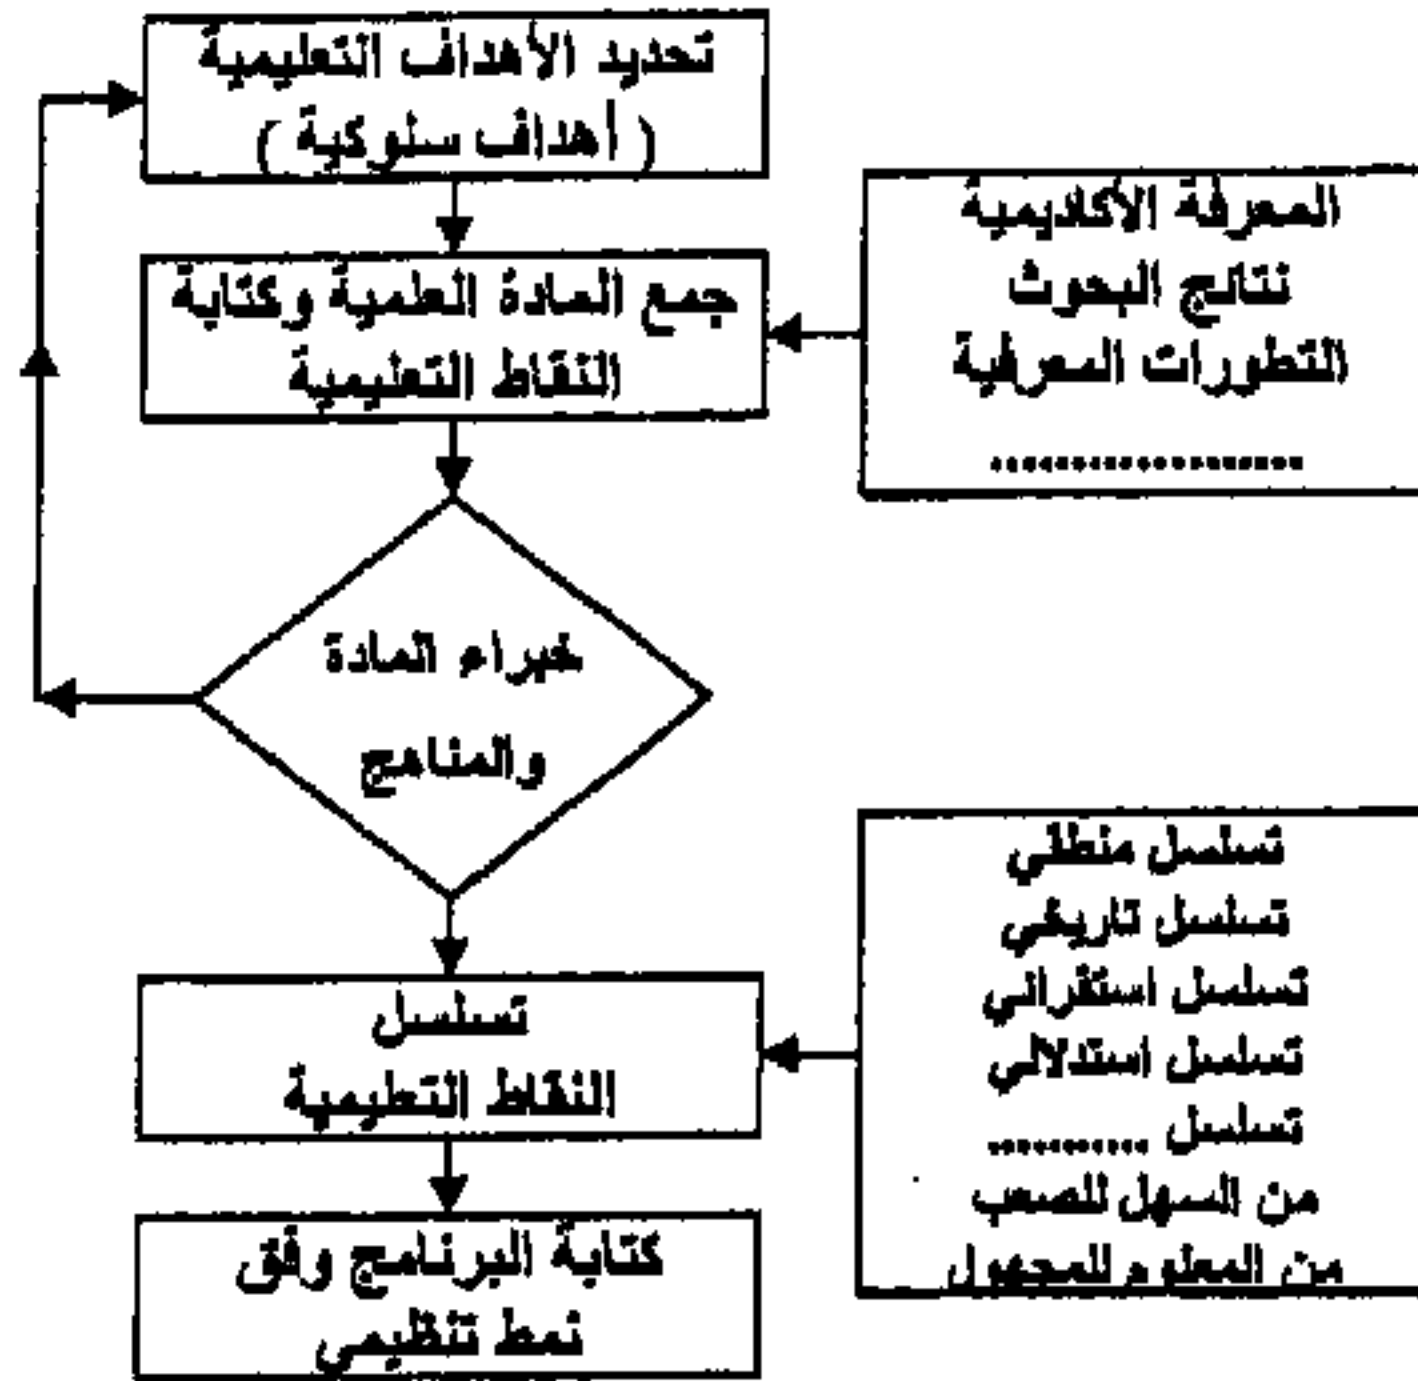 تحديد الأهداف التعليمية
( أهداف سلوكية )
جمع المادة العلمية وكتابة
النقاط التعليمية
المعرفة الأكاديمية
نتائج البحوث
التطورات المعرفية
....................
خبراء المادة
والمناهج
تسلسل
النقاط التعليمية
تسلسل منطقي
تسلسل تاريخي
تسلسل استقرائي
تسلسل استدلالي
تسلسل ...........
من السهل للصعب
من المعلوم للمجهول
كتابة البرنامج وفق
نمط تنظيمي